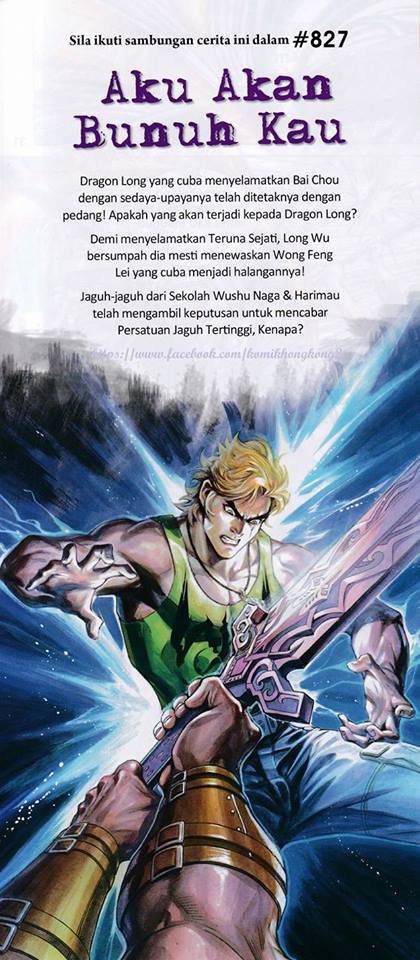 Sila ikuti sambungan cerita ini dalam #827
Aku Akan
Bunuh Kau
Dragon Long yang cuba menyelamatkan Bai Chou
dengan sedaya-upayanya telah ditetaknya dengan
pedang! Apakah yang akan terjadi kepada Dragon Long?
Demi menyelamatkan Teruna Sejati, Long Wu
bersumpah dia mesti menewaskan Wong Feng
Lei yang cuba menjadi halangannya!
Jaguh-jaguh dari Sekolah Wushu Naga & Harimau
telah mengambil keputusan untuk mencabar
Persatuan Jaguh Tertinggi, Kenapa?